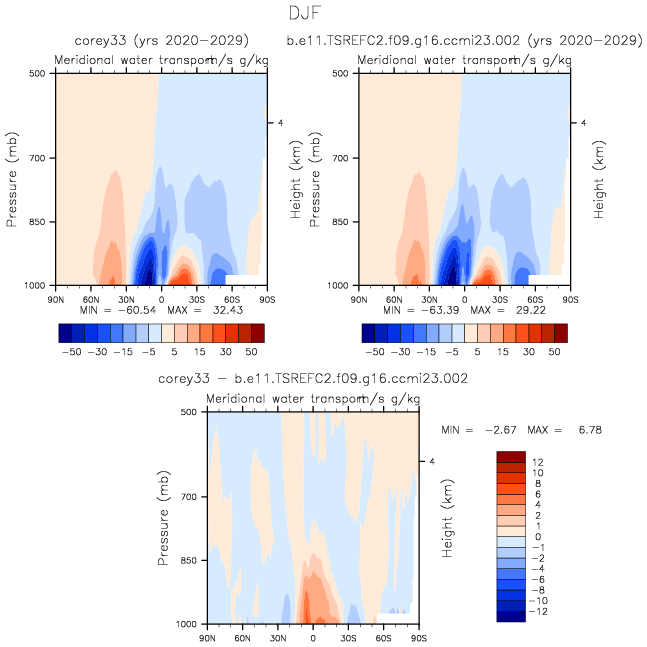 DJF
corey33 (yrs 2020-2029)
b.e11.TSREFC2.f09.g16.ccmi23.002 (yrs 2020-2029)
Meridional water transport m/s g/kg
Meridional water transport m/s g/kg
500
700
850
1000
Pressure (mb)
4
Height (km)
90N 60N 30N 0 30S 60S 90S
MIN = -60.54 MAX = 32.43
-50 -30 -15 -5 5 15 30 50
500
700
850
1000
Pressure (mb)
4
Height (km)
90N 60N 30N 0 30S 60S 90S
MIN = -63.39 MAX = 29.22
-50 -30 -15 -5 5 15 30 50
corey33 - b.e11.TSREFC2.f09.g16.ccmi23.002
Meridional water transport m/s g/kg
500
700
850
1000
Pressure (mb)
4
Height (km)
90N 60N 30N 0 30S 60S 90S
MIN = -2.67 MAX = 6.78
12
10
8
6
4
2
1
0
-1
-2
-4
-6
-8
-10
-12